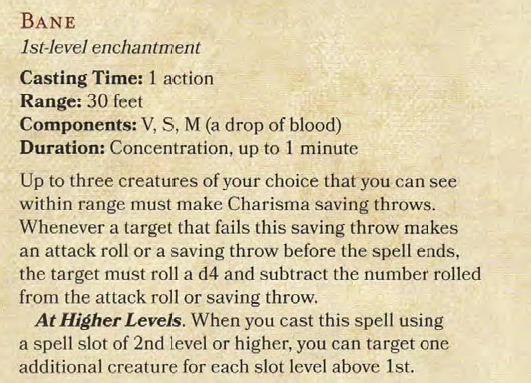 BANE
1st-level enchantment
Casting Time: 1 action
Range: 30 feet
Components: V, S, M (a drop of blood)
Duration: Concentration, up to 1 minute
Up to three creatures of your choice that you can see
within range must make Charisma saving throws.
Whenever a target that fails this saving throw makes
an attack roll or a saving throw before the spell ends,
the target must roll a d4 and subtract the number rolled
from the attack roll or saving throw.
At Higher Levels. When you cast this spell using
a spell slot of 2nd level or higher, you can target one
additional creature for each slot level above 1st.